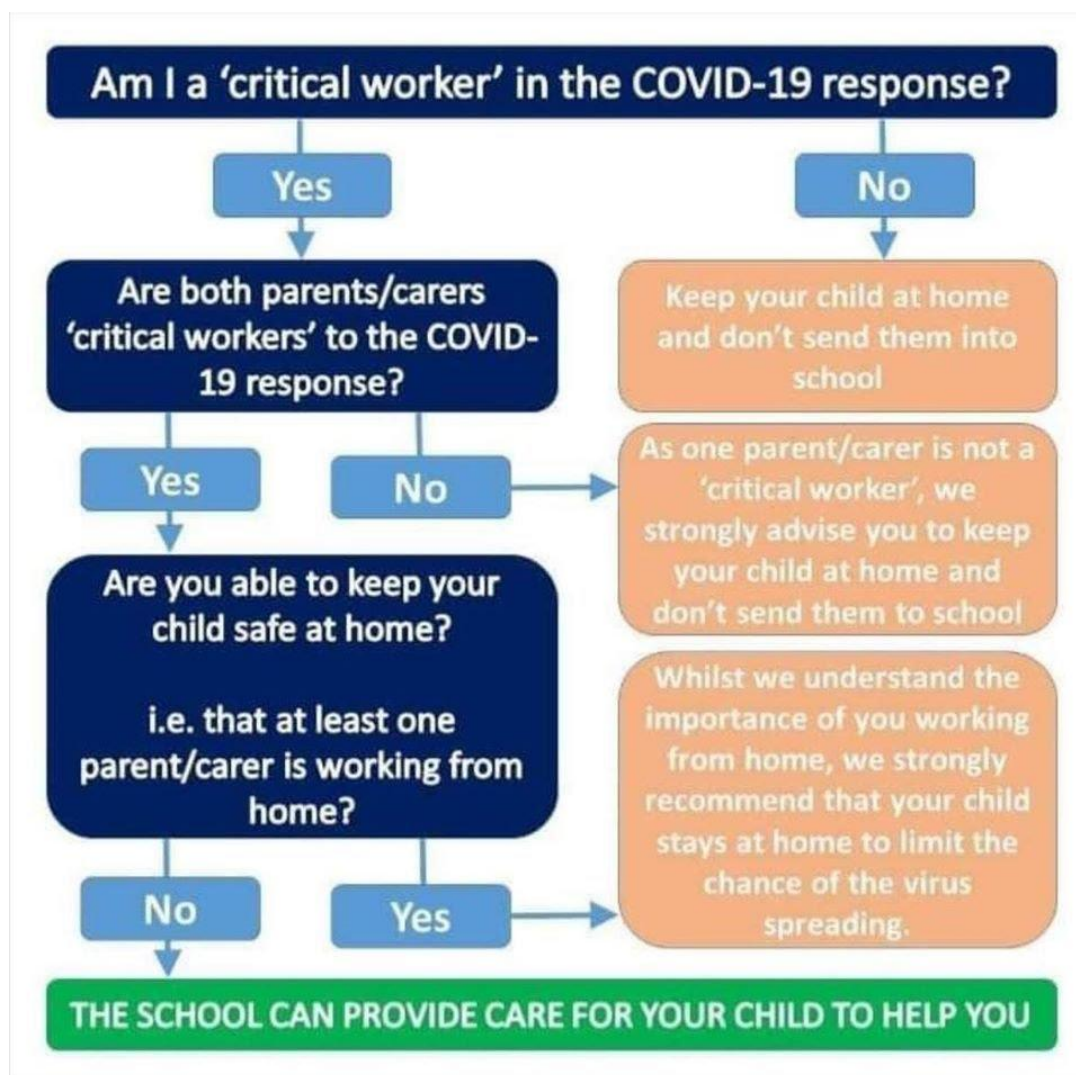 Am I a ‘critical worker’ in the COVID-19 response?
Yes
No
Are both parents/carers
‘critical workers’ to the COVID-
19 response?
Keep your child at home
and don’t send them into
school
Yes
No
As one parent/carer is not a
‘critical worker’, we
strongly advise you to keep
your child at home and
don’t send them to school
Are you able to keep your
child safe at home?
i.e. that at least one
parent/carer is working from
home?
Whilst we understand the
importance of you working
from home, we strongly
recommend that your child
stays at home to limit the
chance of the virus
spreading.
No
Yes
THE SCHOOL CAN PROVIDE CARE FOR YOUR CHILD TO HELP YOU